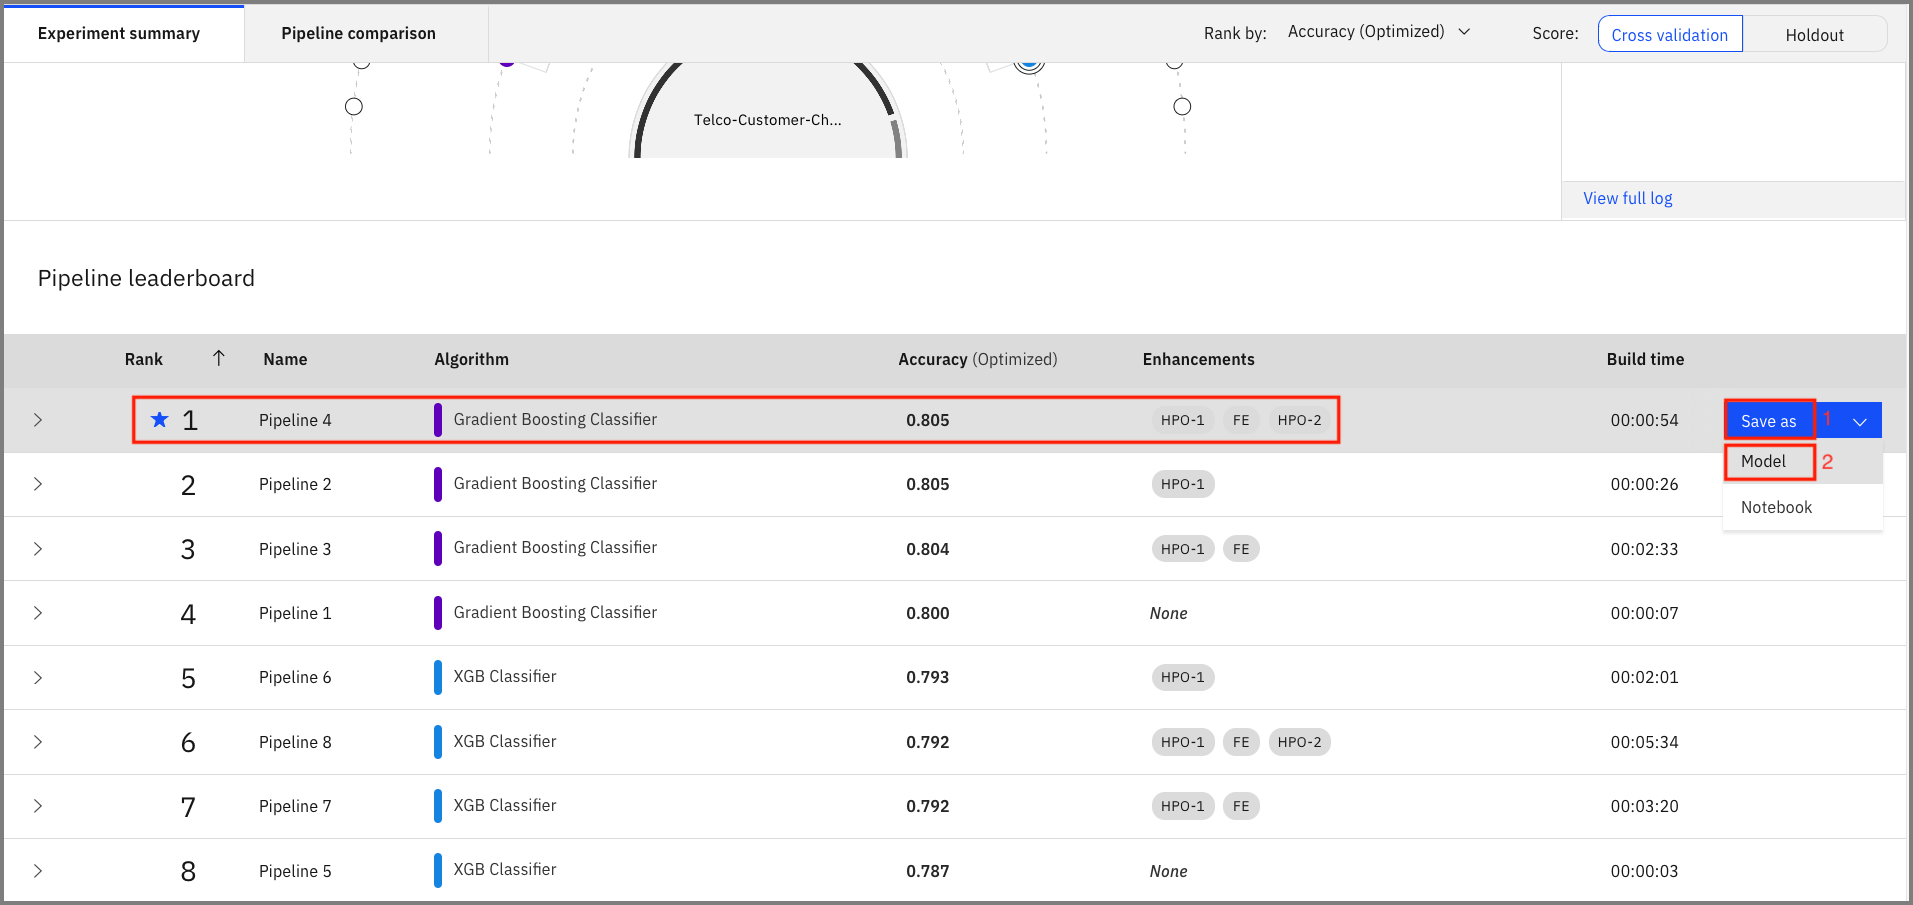 Experiment summary
Pipeline comparison
Rank by: Accuracy (Optimized)
Score: Cross validation Holdout
Telco-Customer-Ch...
View full log
Pipeline leaderboard
Rank Name Algorithm Accuracy (Optimized) Enhancements Build time
1 Pipeline 4 Gradient Boosting Classifier 0.805 HPO-1 FE HPO-2 00:00:54 Save as 1
Model 2
2 Pipeline 2 Gradient Boosting Classifier 0.805 HPO-1 00:00:26
Notebook
3 Pipeline 3 Gradient Boosting Classifier 0.804 HPO-1 FE 00:02:33
4 Pipeline 1 Gradient Boosting Classifier 0.800 None 00:00:07
5 Pipeline 6 XGB Classifier 0.793 HPO-1 00:02:01
6 Pipeline 8 XGB Classifier 0.792 HPO-1 FE HPO-2 00:05:34
7 Pipeline 7 XGB Classifier 0.792 HPO-1 FE 00:03:20
8 Pipeline 5 XGB Classifier 0.787 None 00:00:03